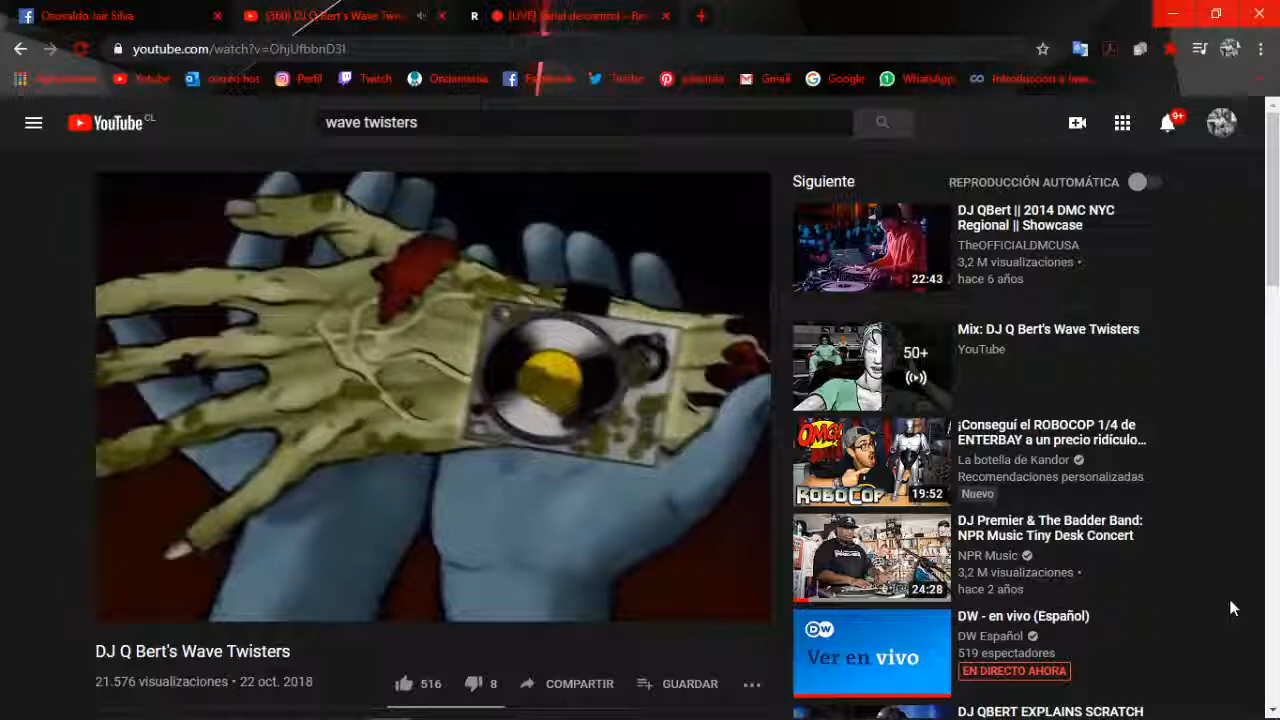 Osvaldo Jair Silva
(360) DJ Q Bert's Wave Twi
[LIVE]
youtube.com/watch?v=OhjUfbbnD3I
Yotube
correo hot
Perfil
Twitch
Ondamania
Facebook
Twitter
Gmail
Google
WhatsApp
Introducción a
YouTube CL
wave twisters
9+
Siguiente
REPRODUCCIÓN AUTOMÁTICA
DJ QBert || 2014 DMC NYC
Regional || Showcase
TheOFFICIALDMCUSA
3,2 M visualizaciones •
hace 6 años
22:43
Mix: DJ Q Bert's Wave Twisters
YouTube
50+
¡Conseguí el ROBOCOP 1/4 de
ENTERBAY a un precio ridículo...
La botella de Kandor
Recomendaciones personalizadas
Nuevo
OMG!
ROBOCOP
19:52
DJ Premier & The Badder Band:
NPR Music Tiny Desk Concert
NPR Music
3,2 M visualizaciones •
hace 2 años
24:28
DW - en vivo (Español)
DW Español
519 espectadores
EN DIRECTO AHORA
DW
Ver en vivo
DJ QBERT EXPLAINS SCRATCH
DJ Q Bert's Wave Twisters
21.576 visualizaciones • 22 oct. 2018
516
8
COMPARTIR
GUARDAR